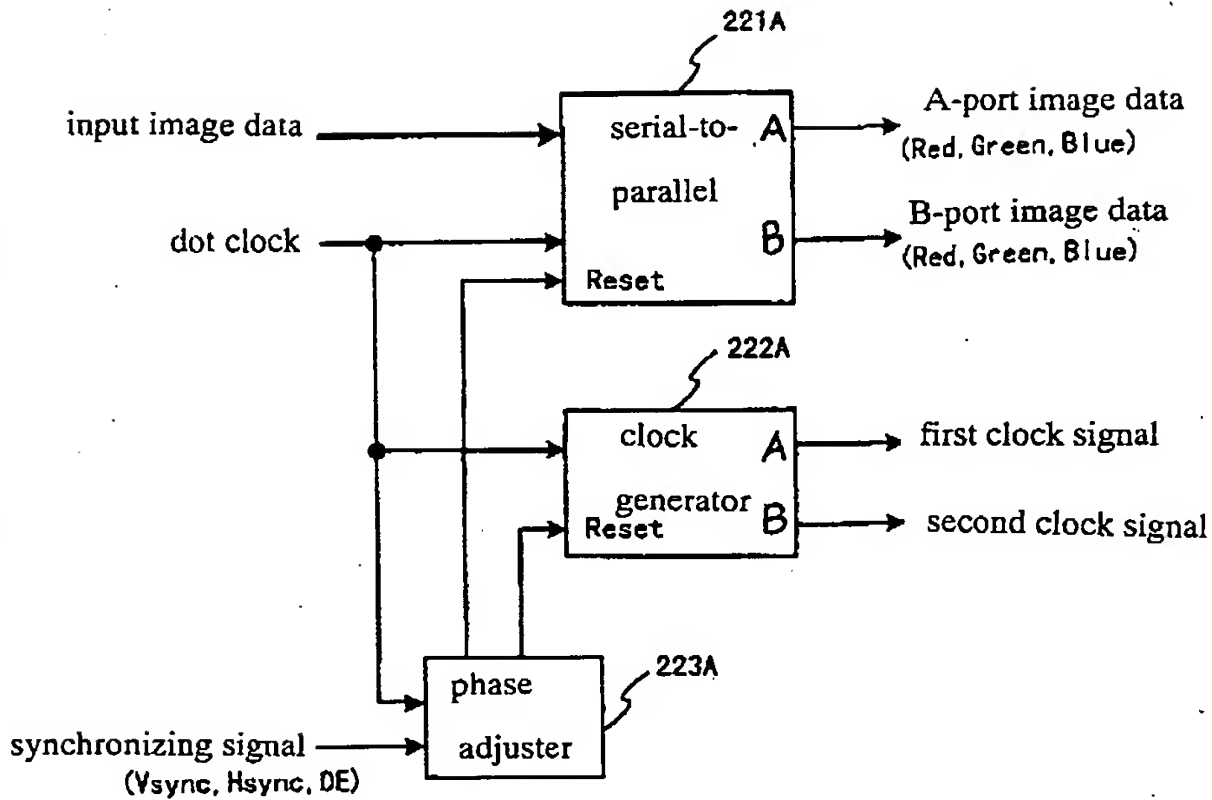 221A
input image data
serial-to-
A
A-port image data
(Red, Green, Blue)
parallel
B-port image data
(Red, Green, Blue)
dot clock
B
Reset
222A
clock
A
first clock signal
generator
B
second clock signal
Reset
223A
phase
adjuster
synchronizing signal
(Vsync, Hsync, DE)